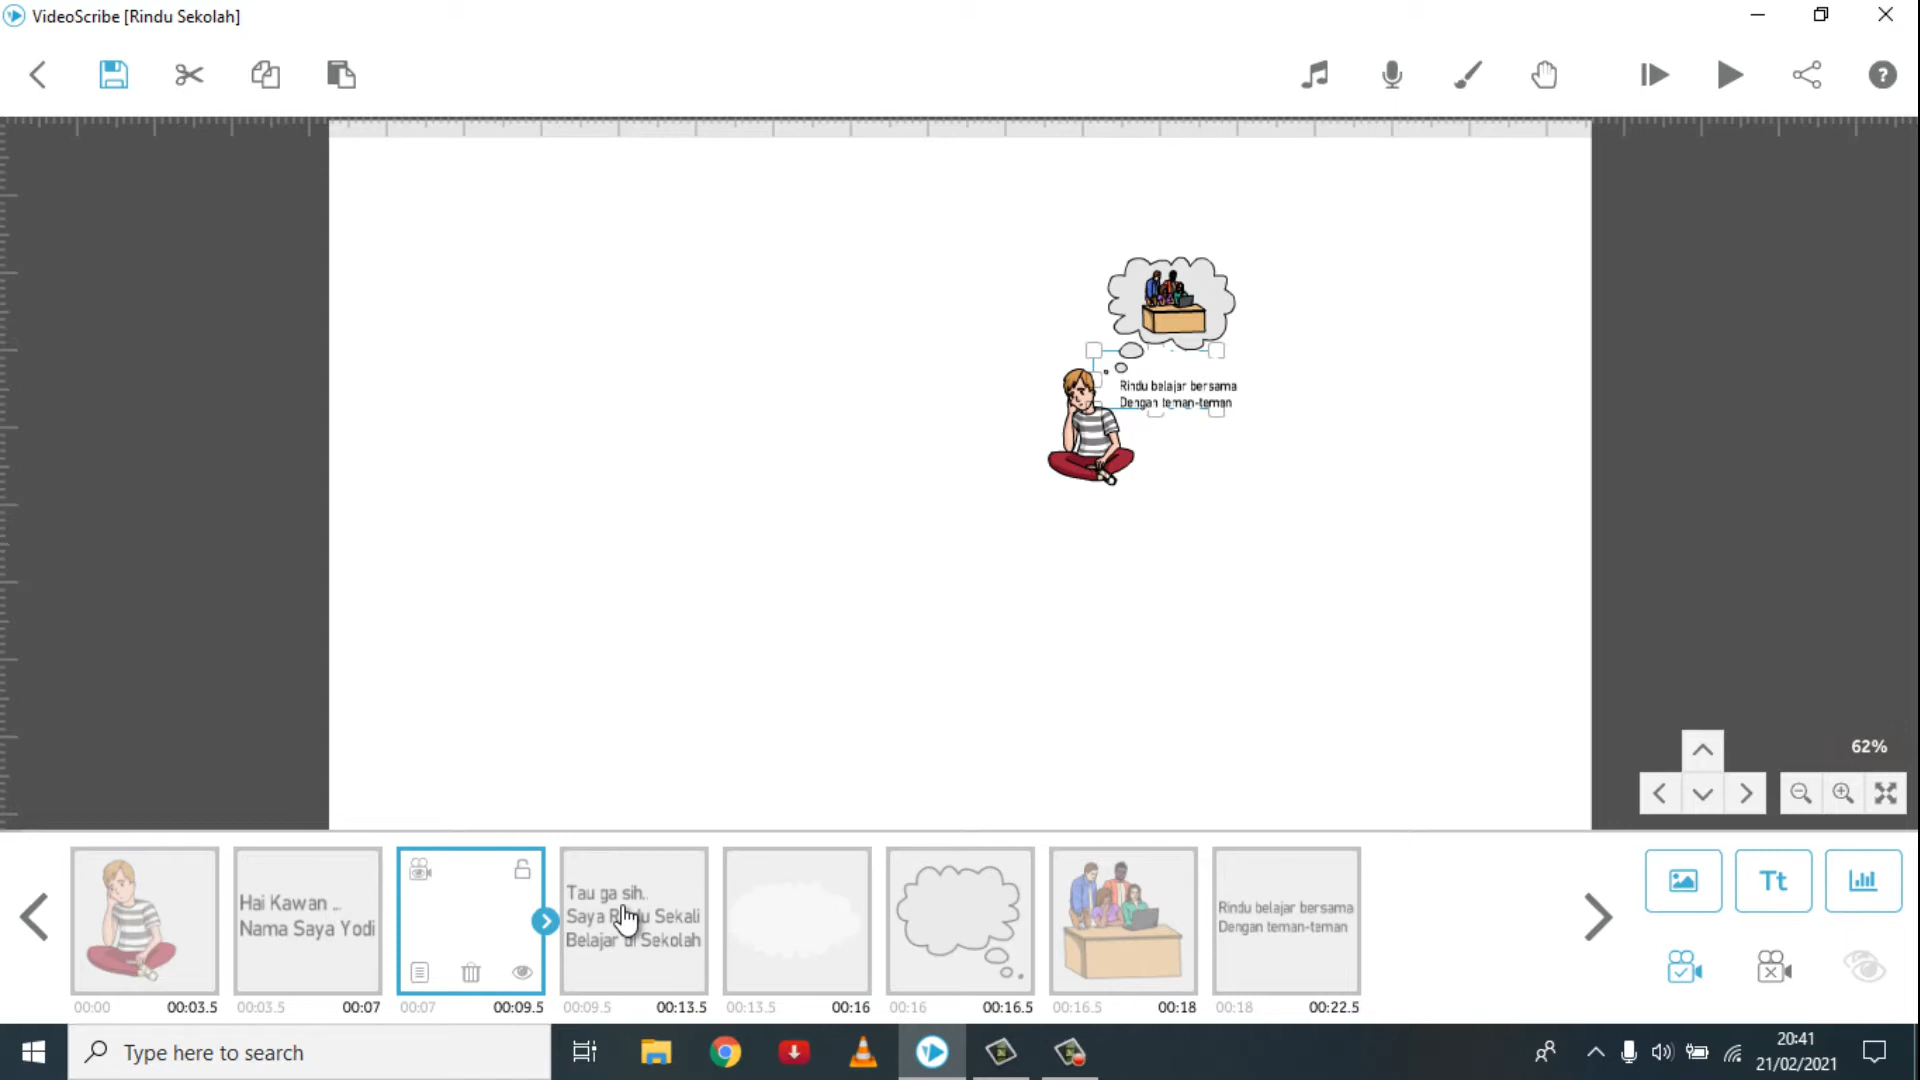 VideoScribe [Rindu Sekolah]
Rindu belajar bersama
Dengan teman-teman
62%
Hai Kawan ..
Nama Saya Yodi
Tau ga sih..
Saya Rindu Sekali
Belajar di Sekolah
Rindu belajar bersama
Dengan teman-teman
Tt
00:00 00:03.5
00:03.5 00:07
00:07 00:09.5
00:09.5 00:13.5
00:13.5 00:16
00:16 00:16.5
00:16.5 00:18
00:18 00:22.5
Type here to search
20:41
21/02/2021